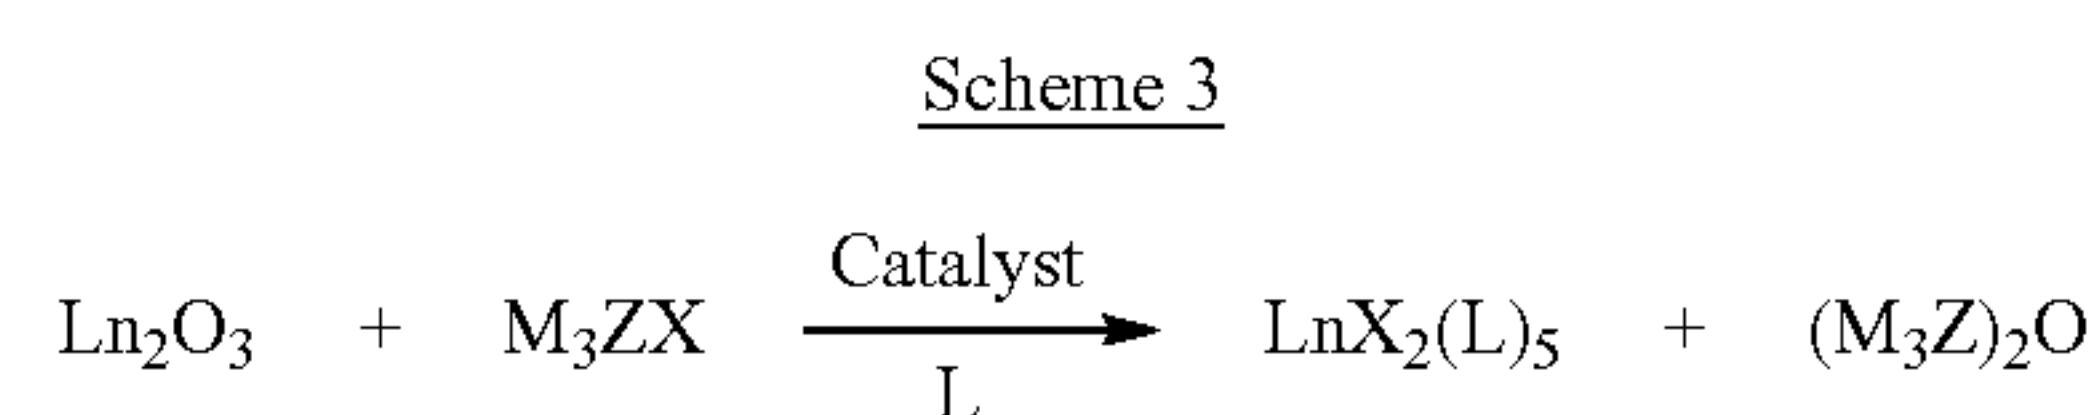 Scheme 3
Catalyst
Ln₂O₃ + M₃ZX LnX₂(L)₅ + (M₃Z)₂O
L